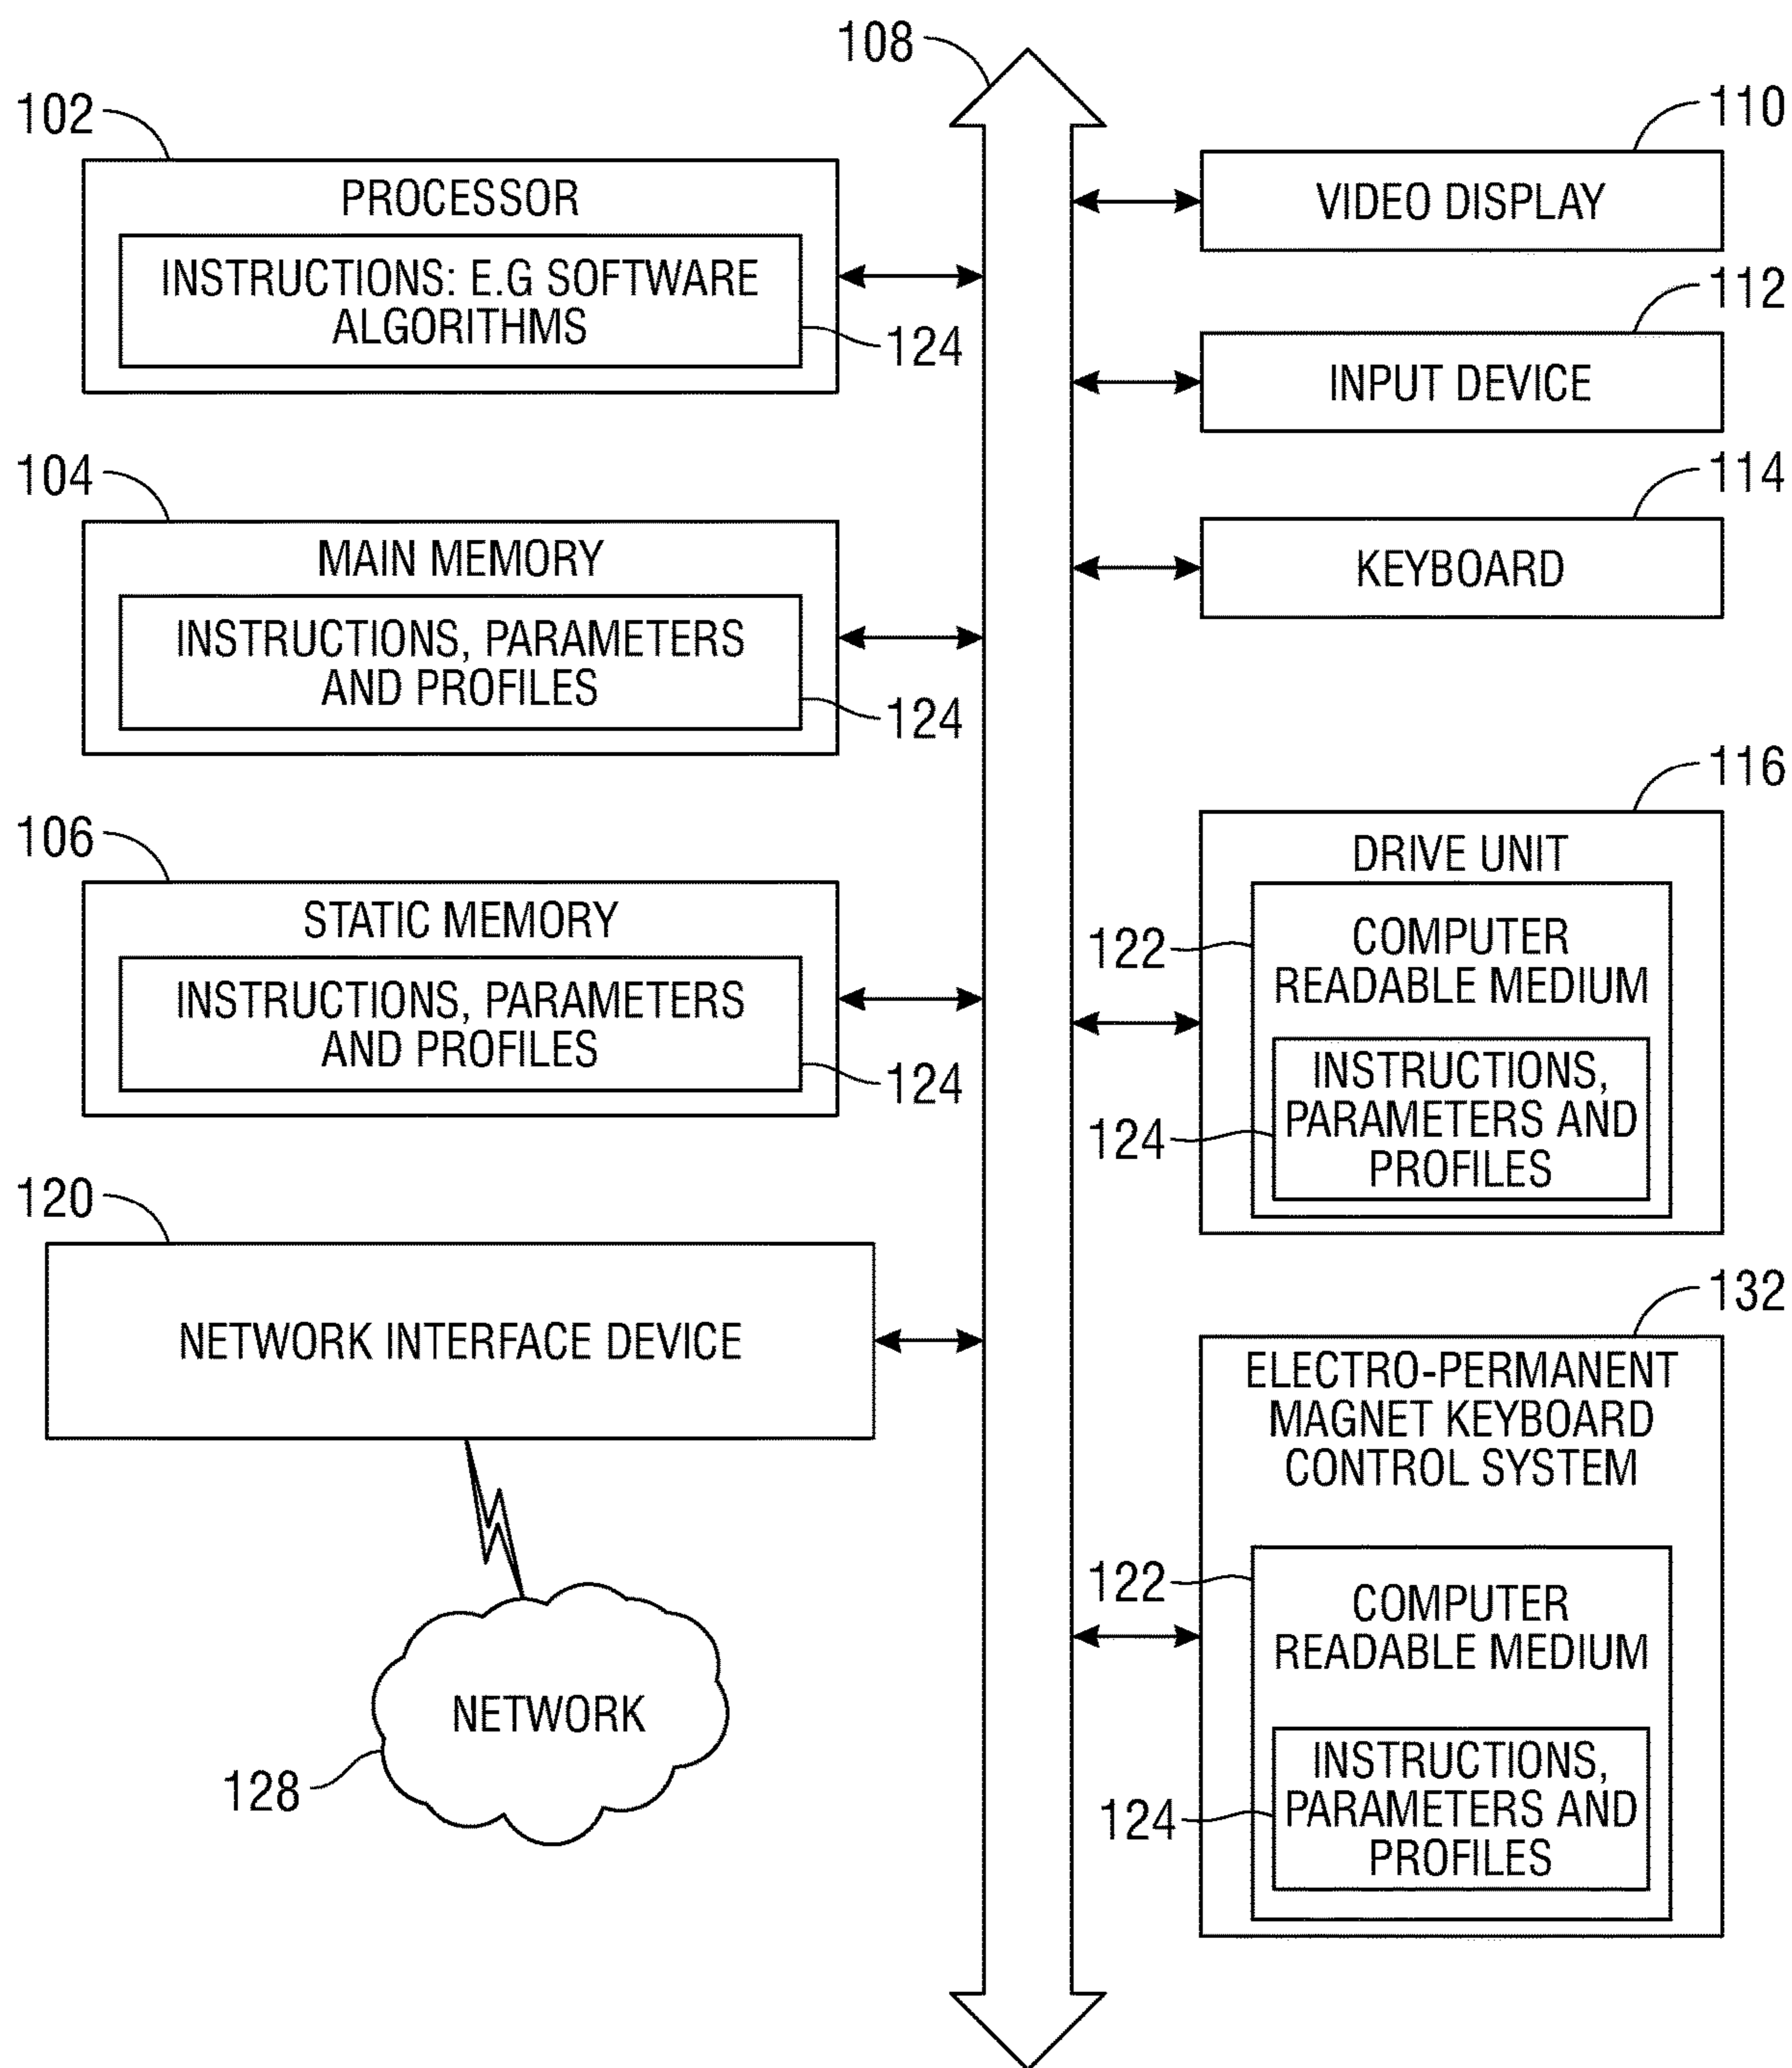 108
102
PROCESSOR
INSTRUCTIONS: E.G SOFTWARE
ALGORITHMS
124
104
MAIN MEMORY
INSTRUCTIONS, PARAMETERS
AND PROFILES
124
106
STATIC MEMORY
INSTRUCTIONS, PARAMETERS
AND PROFILES
124
120
NETWORK INTERFACE DEVICE
NETWORK
128
110
VIDEO DISPLAY
112
INPUT DEVICE
114
KEYBOARD
116
DRIVE UNIT
122
COMPUTER
READABLE MEDIUM
INSTRUCTIONS,
PARAMETERS AND
PROFILES
124
132
ELECTRO-PERMANENT
MAGNET KEYBOARD
CONTROL SYSTEM
122
COMPUTER
READABLE MEDIUM
INSTRUCTIONS,
PARAMETERS AND
PROFILES
124